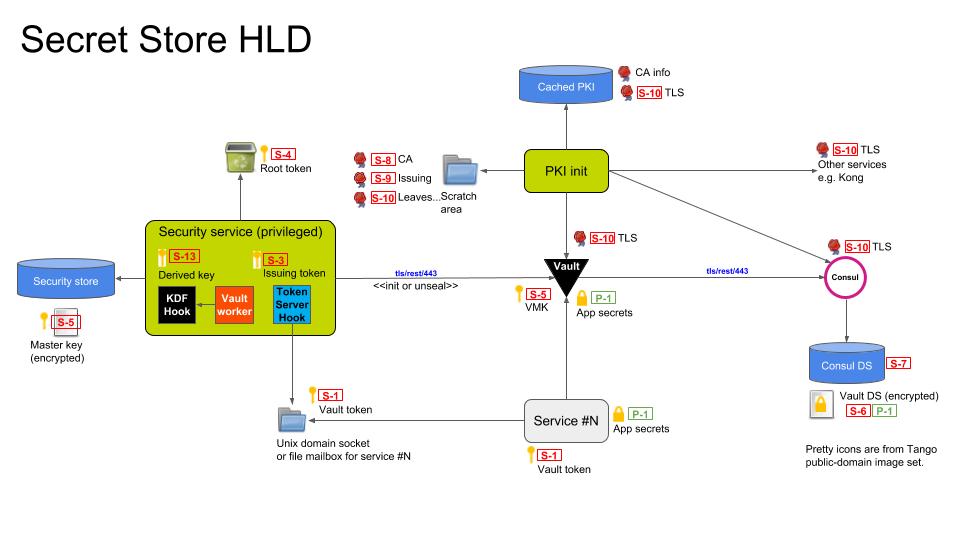 Secret Store HLD
Cached PKI
CA info
S-10 TLS
S-4
Root token
S-8 CA
S-9 Issuing
S-10 Leaves...
Scratch
area
PKI init
S-10 TLS
Other services
e.g. Kong
Security service (privileged)
S-13
Derived key
S-3
Issuing token
KDF
Hook
Vault
worker
Token
Server
Hook
Security store
S-5
Master key
(encrypted)
tls/rest/443
<<init or unseal>>
S-10 TLS
Vault
S-5
VMK
P-1
App secrets
tls/rest/443
S-10 TLS
Consul
Consul DS
S-7
Vault DS (encrypted)
S-6 P-1
S-1
Vault token
Unix domain socket
or file mailbox for service #N
Service #N
P-1
App secrets
S-1
Vault token
Pretty icons are from Tango
public-domain image set.